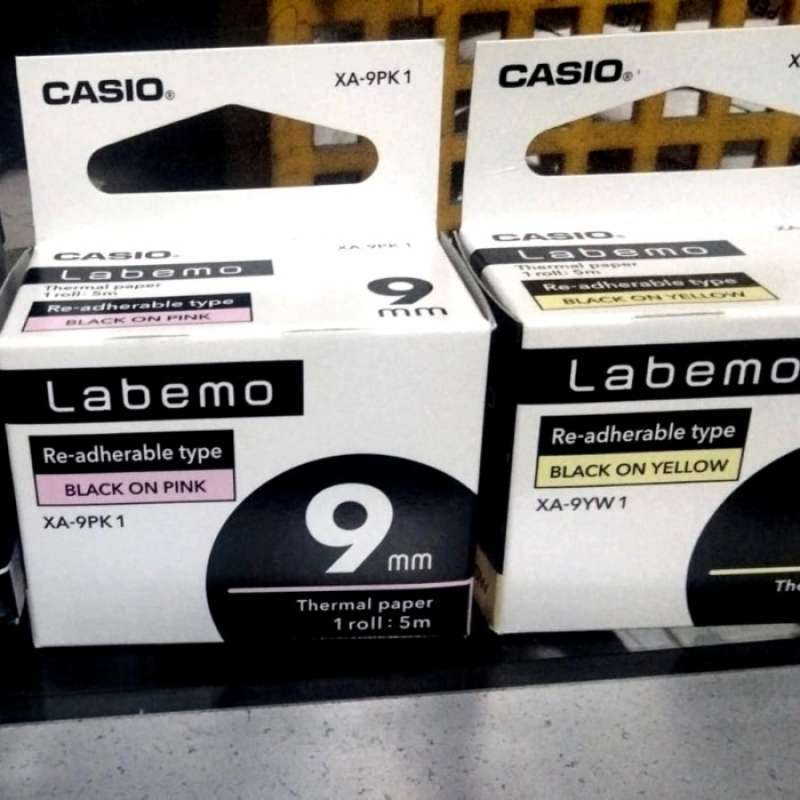 CASIO®
XA-9PK1
CASIO®
XA-9PK1
Labemo
Thermal paper
1 roll: 5m
Re-adherable type
BLACK ON PINK
9
mm
Labemo
Re-adherable type
BLACK ON PINK
XA-9PK1
9 mm
Thermal paper
1 roll: 5m
CASIO®
CASIO®
Labemo
Thermal paper
1 roll: 5m
Re-adherable type
BLACK ON YELLOW
Labemo
Re-adherable type
BLACK ON YELLOW
XA-9YW1